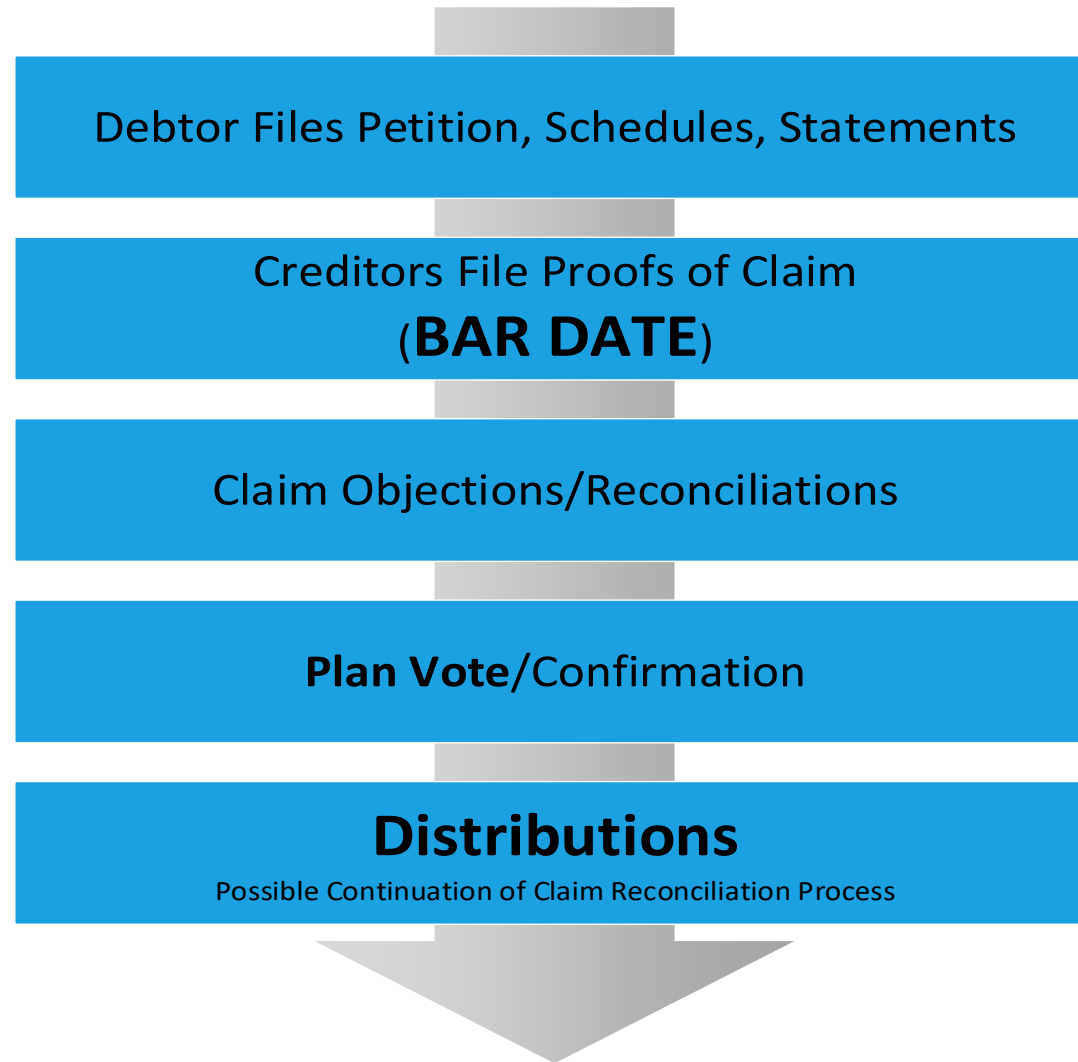 Debtor Files Petition, Schedules, Statements
Creditors File Proofs of Claim
(BAR DATE)
Claim Objections/Reconciliations
Plan Vote/Confirmation
Distributions
Possible Continuation of Claim Reconciliation Process